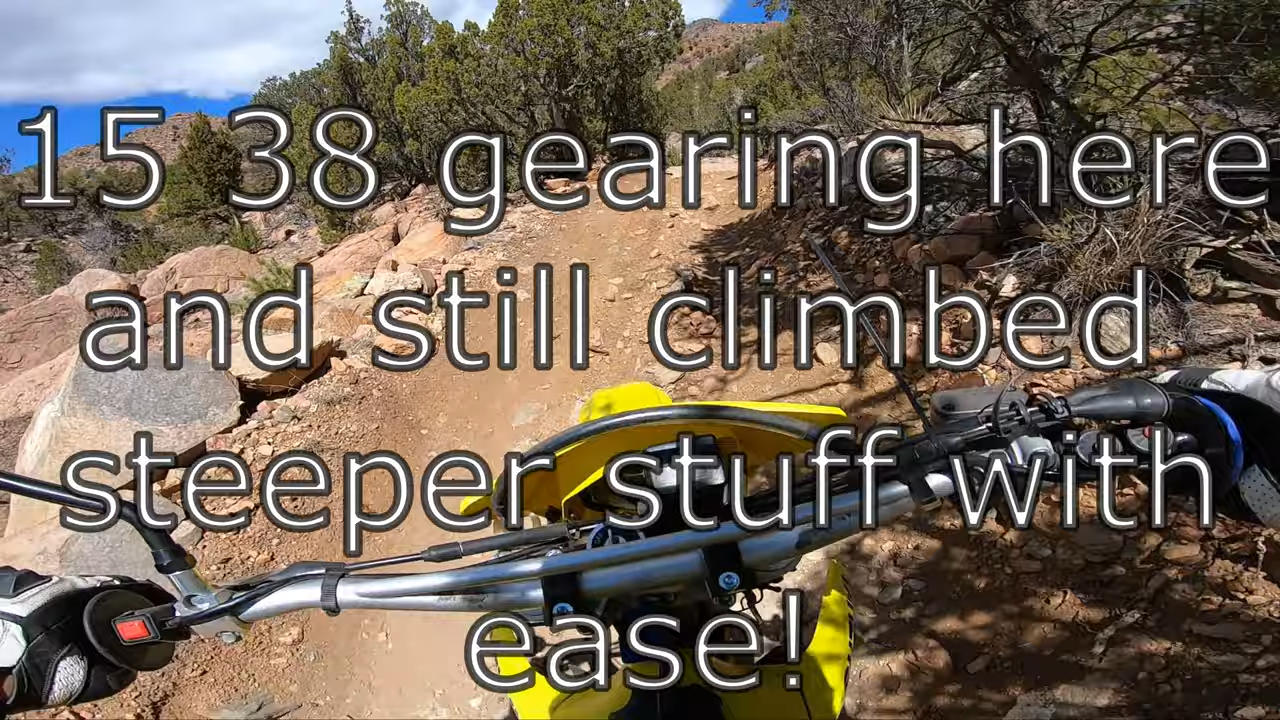 15 38 gearing here
and still climbed
steeper stuff with
ease!